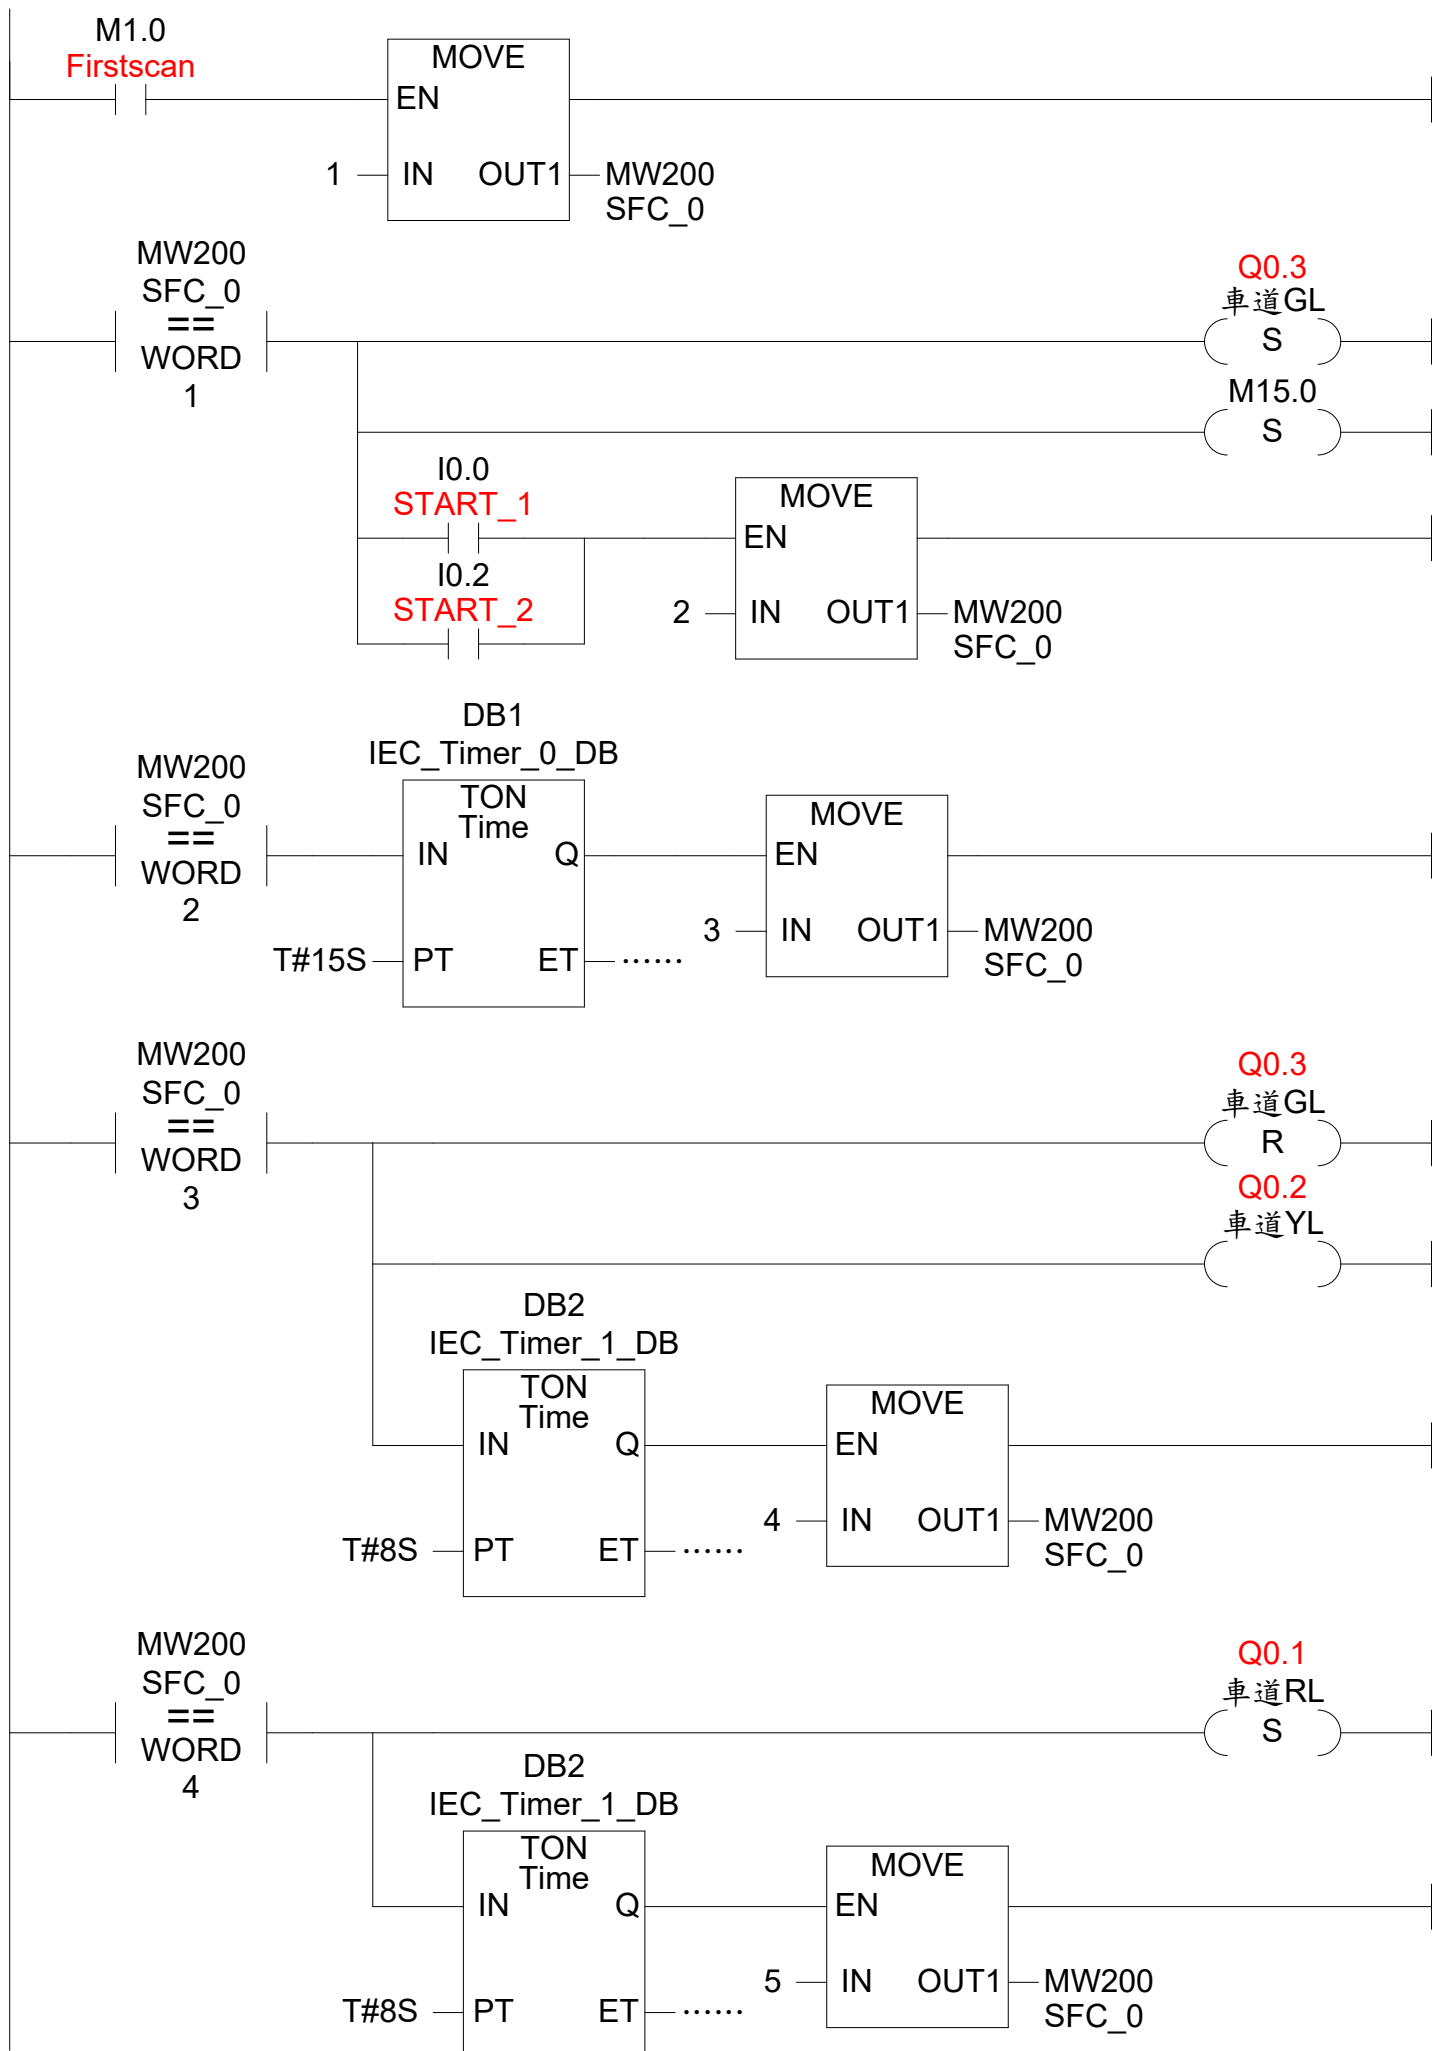 M1.0
Firstscan
MOVE
EN
1 IN OUT1 MW200
SFC_0
MW200
SFC_0
==
WORD
1
Q0.3
車道GL
S
M15.0
S
I0.0
START_1
I0.2
START_2
MOVE
EN
2 IN OUT1 MW200
SFC_0
DB1
IEC_Timer_0_DB
MW200
SFC_0
==
WORD
2
TON
Time
IN Q
T#15S PT ET ······
MOVE
EN
3 IN OUT1 MW200
SFC_0
MW200
SFC_0
==
WORD
3
Q0.3
車道GL
R
Q0.2
車道YL
DB2
IEC_Timer_1_DB
TON
Time
IN Q
T#8S PT ET ······
MOVE
EN
4 IN OUT1 MW200
SFC_0
MW200
SFC_0
==
WORD
4
Q0.1
車道RL
S
DB2
IEC_Timer_1_DB
TON
Time
IN Q
T#8S PT ET ······
MOVE
EN
5 IN OUT1 MW200
SFC_0